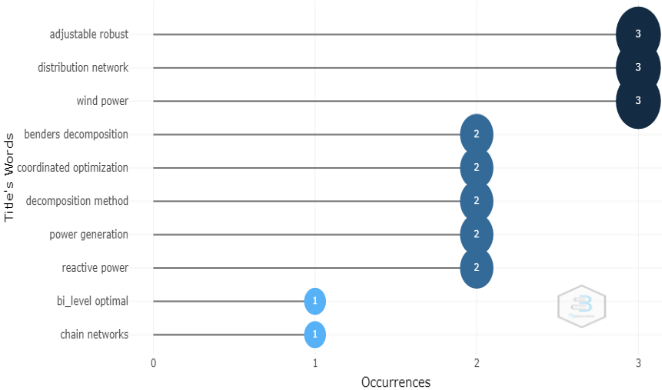 adjustable robust 3
distribution network 3
wind power 3
benders decomposition 2
coordinated optimization 2
decomposition method 2
power generation 2
reactive power 2
bi_level optimal 1
chain networks 1
Title's Words
0 1 2 3
Occurrences